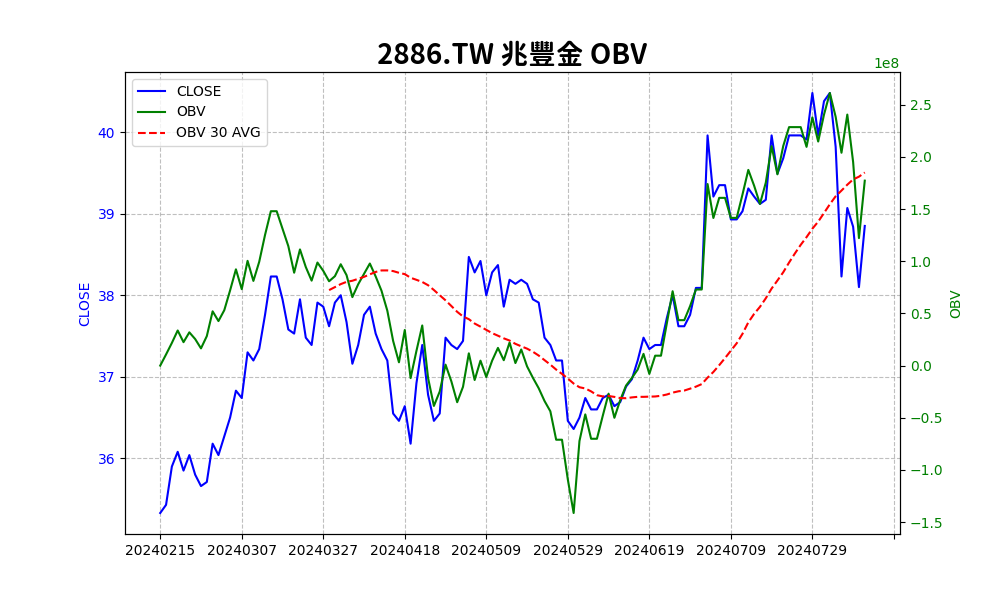 2886.TW 兆豐金 OBV
1e8
CLOSE
OBV
OBV 30 AVG
40
39
38
37
36
CLOSE
2.5
2.0
1.5
1.0
0.5
0.0
−0.5
−1.0
−1.5
OBV
20240215 20240307 20240327 20240418 20240509 20240529 20240619 20240709 20240729